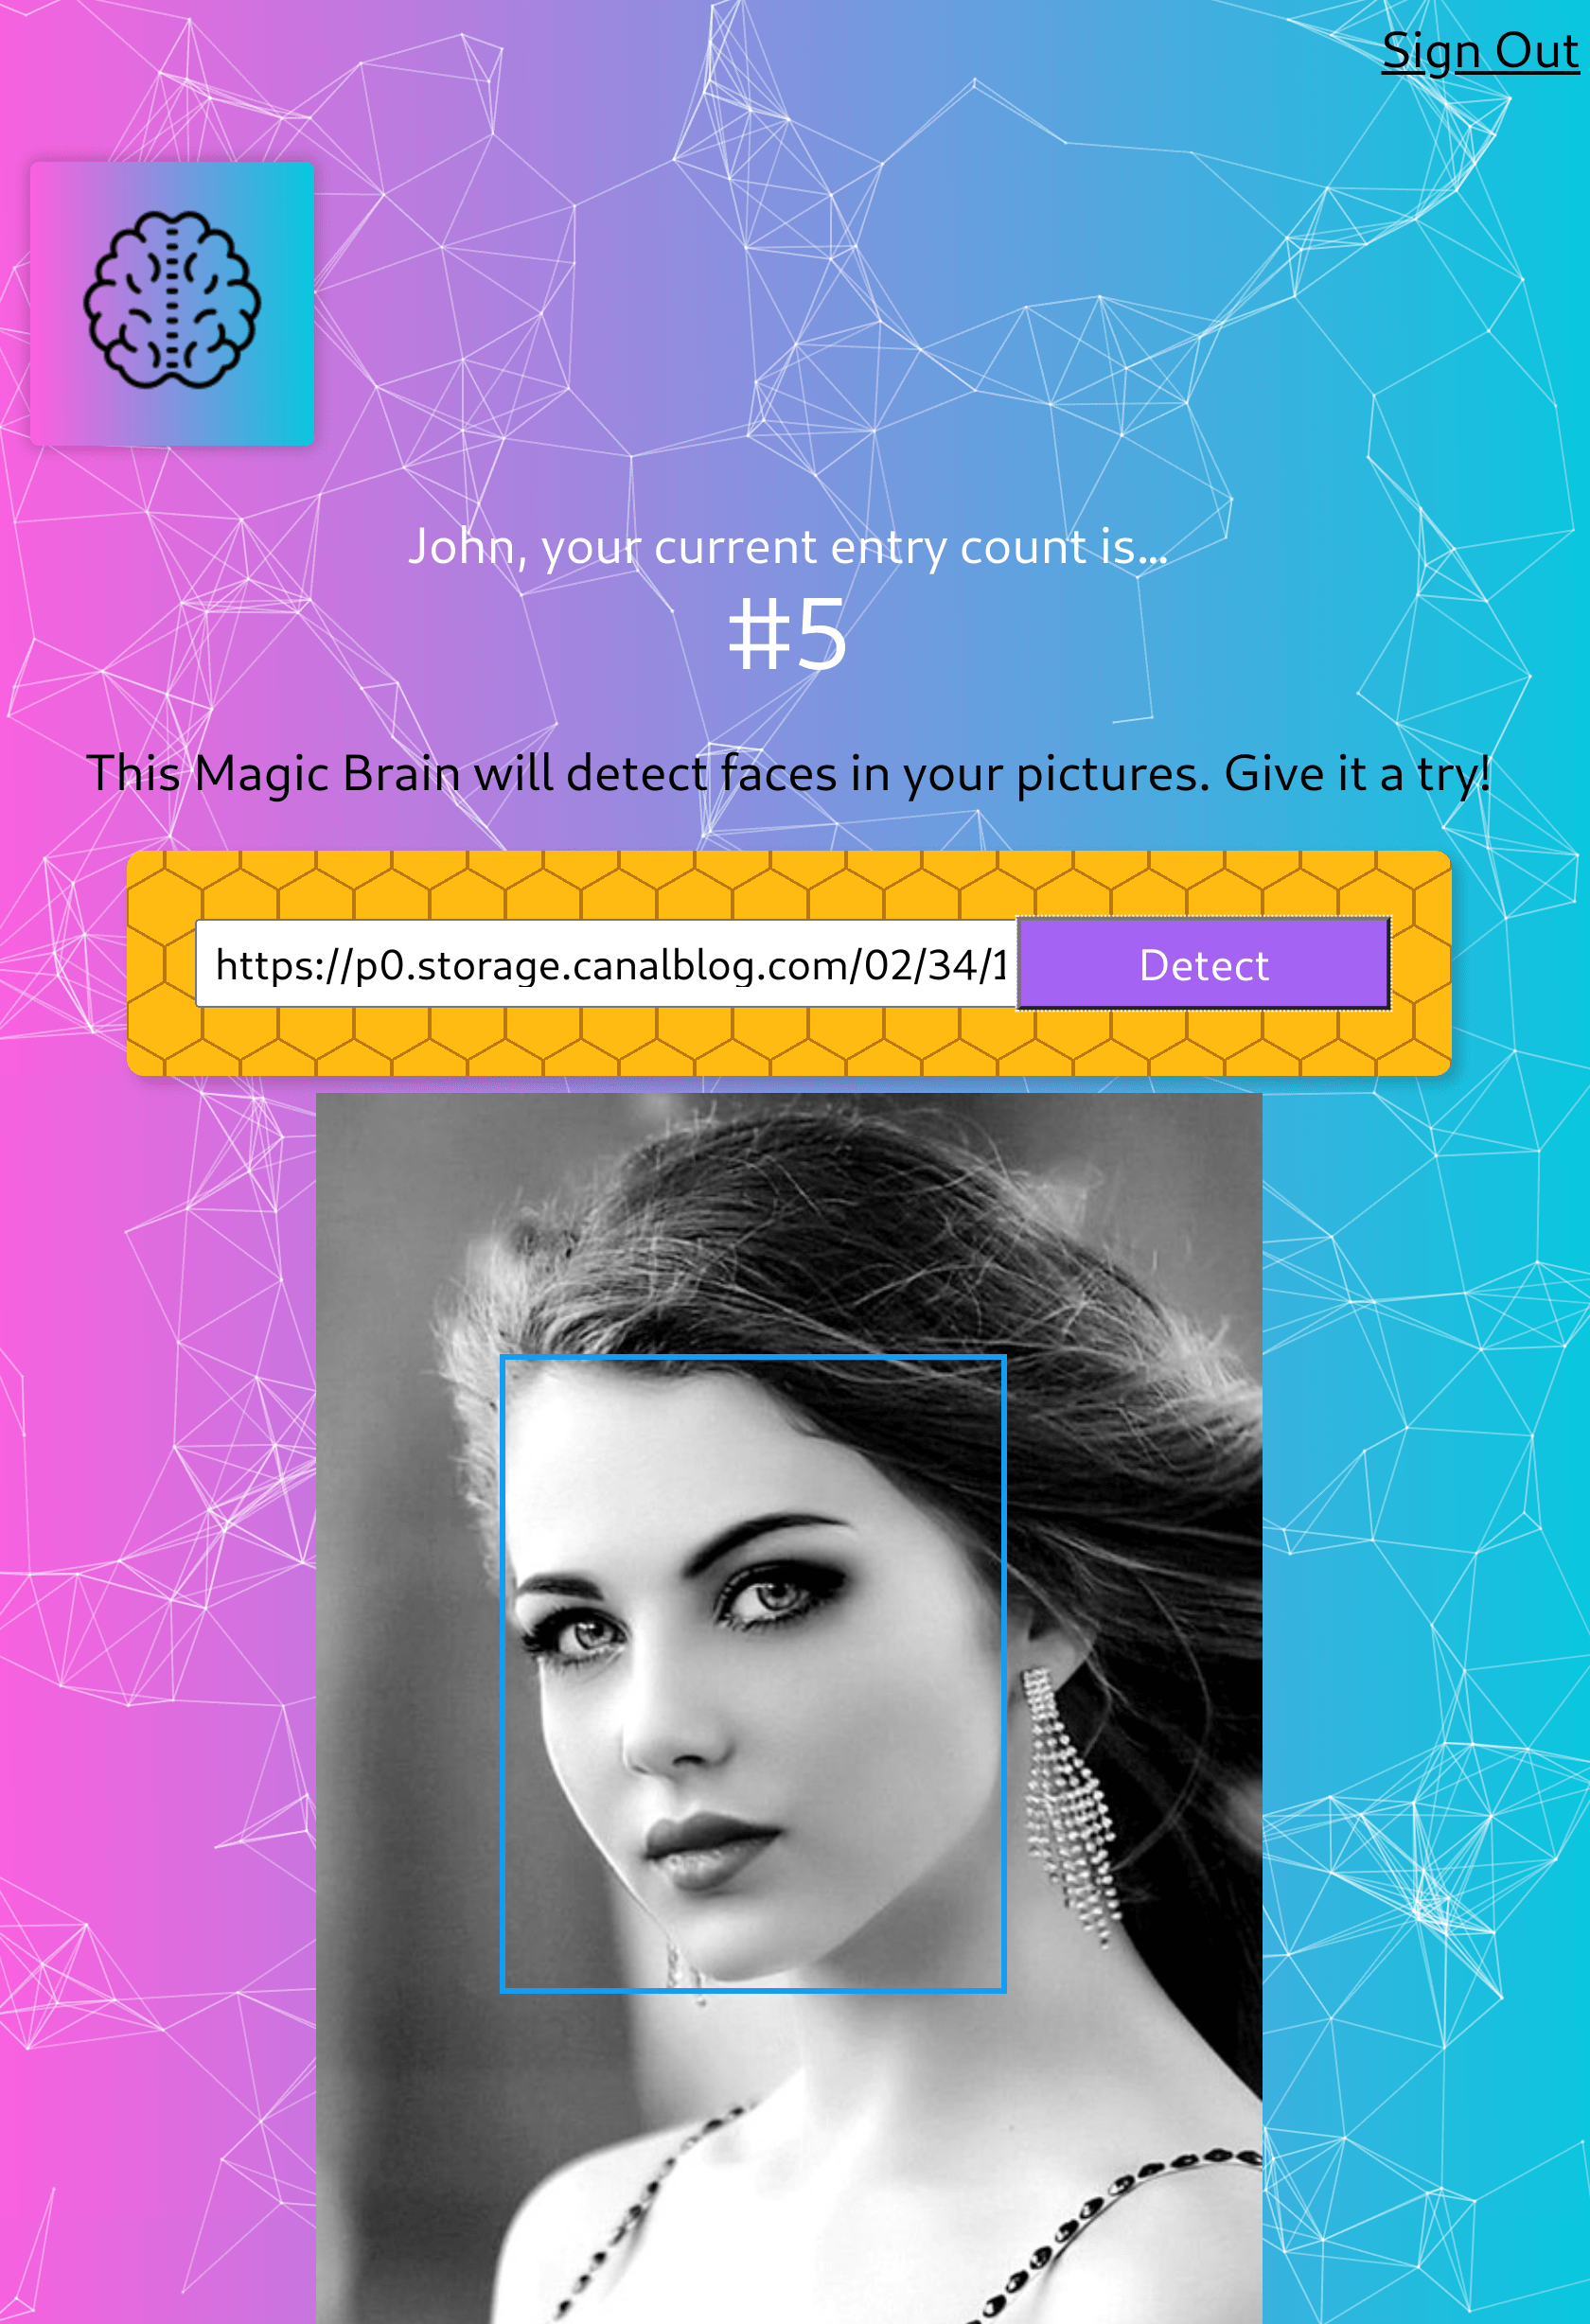 Sign Out
John, your current entry count is...
#5
This Magic Brain will detect faces in your pictures. Give it a try!
https://p0.storage.canalblog.com/02/34/1
Detect